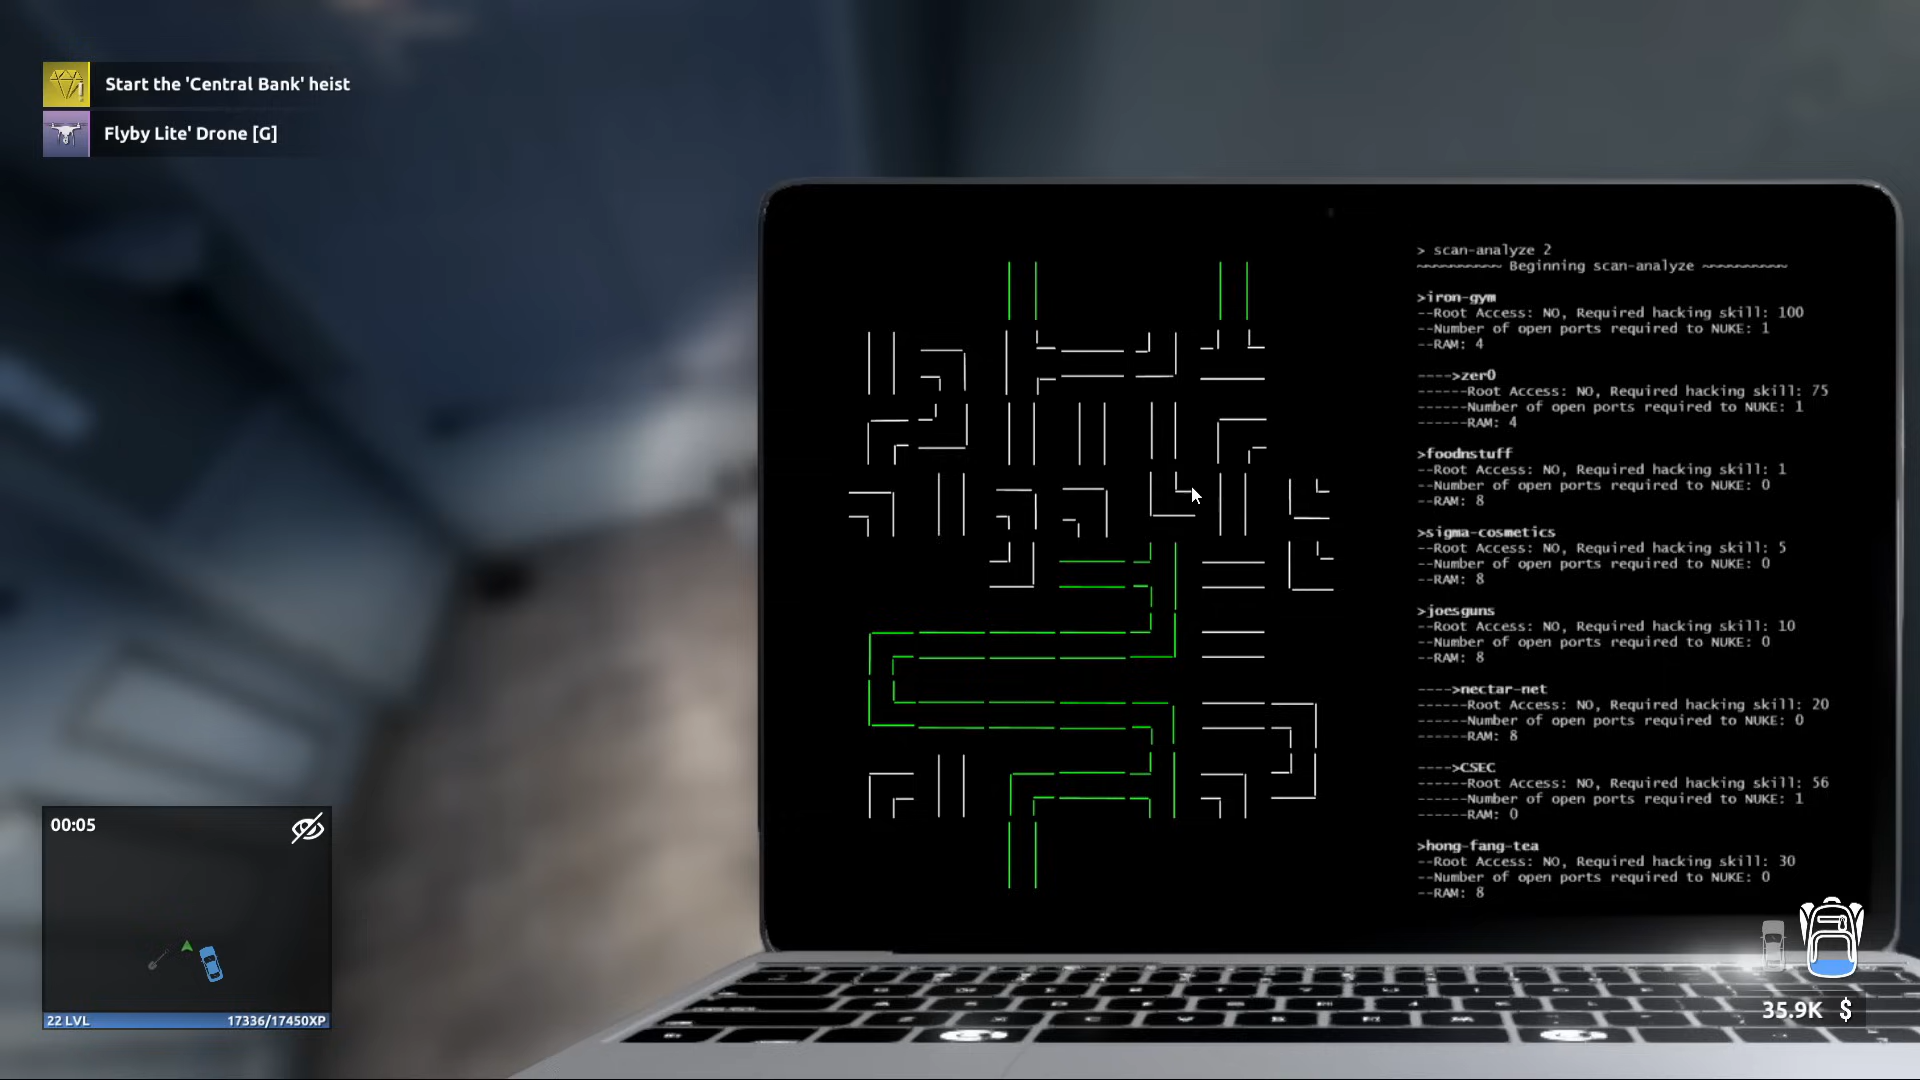 Start the 'Central Bank' heist
Flyby Lite' Drone [G]
> scan-analyze 2
~~~~~~~~~~ Beginning scan-analyze ~~~~~~~~~~
>iron-gym
--Root Access: NO, Required hacking skill: 100
--Number of open ports required to NUKE: 1
--RAM: 4
---->zer0
------Root Access: NO, Required hacking skill: 75
------Number of open ports required to NUKE: 1
------RAM: 4
>foodnstuff
--Root Access: NO, Required hacking skill: 1
--Number of open ports required to NUKE: 0
--RAM: 8
>sigma-cosmetics
--Root Access: NO, Required hacking skill: 5
--Number of open ports required to NUKE: 0
--RAM: 8
>joesguns
--Root Access: NO, Required hacking skill: 10
--Number of open ports required to NUKE: 0
--RAM: 8
---->nectar-net
------Root Access: NO, Required hacking skill: 20
------Number of open ports required to NUKE: 0
------RAM: 8
---->CSEC
------Root Access: NO, Required hacking skill: 56
------Number of open ports required to NUKE: 1
------RAM: 0
>hong-fang-tea
--Root Access: NO, Required hacking skill: 30
--Number of open ports required to NUKE: 0
--RAM: 8
00:05
22 LVL
17336/17450XP
35.9K $